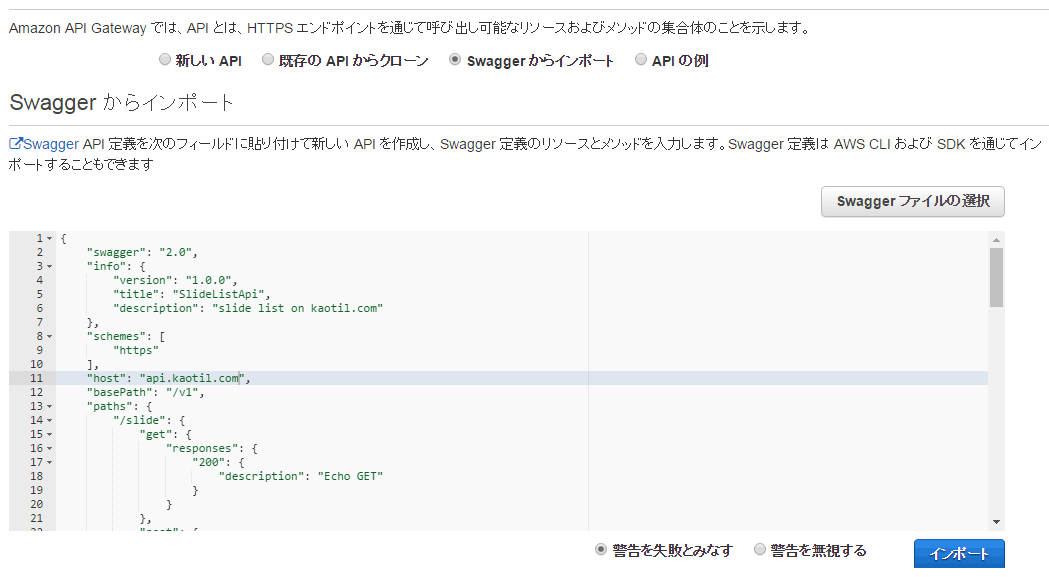 Amazon API Gateway では、API とは、HTTPS エンドポイントを通じて呼び出し可能なリソースおよびメソッドの集合体のことを示します。
新しい API 既存の API からクローン Swagger からインポート API の例
Swagger からインポート
Swagger API 定義を次のフィールドに貼り付けて新しい API を作成し、Swagger 定義のリソースとメソッドを入力します。Swagger 定義は AWS CLI および SDK を通じてイン
ポートすることもできます
Swagger ファイルの選択
1 {
2 "swagger": "2.0",
3 "info": {
4 "version": "1.0.0",
5 "title": "SlideListApi",
6 "description": "slide list on kaotil.com"
7 },
8 "schemes": [
9 "https"
10 ],
11 "host": "api.kaotil.com",
12 "basePath": "/v1",
13 "paths": {
14 "/slide": {
15 "get": {
16 "responses": {
17 "200": {
18 "description": "Echo GET"
19 }
20 }
21 },
警告を失敗とみなす 警告を無視する インポート